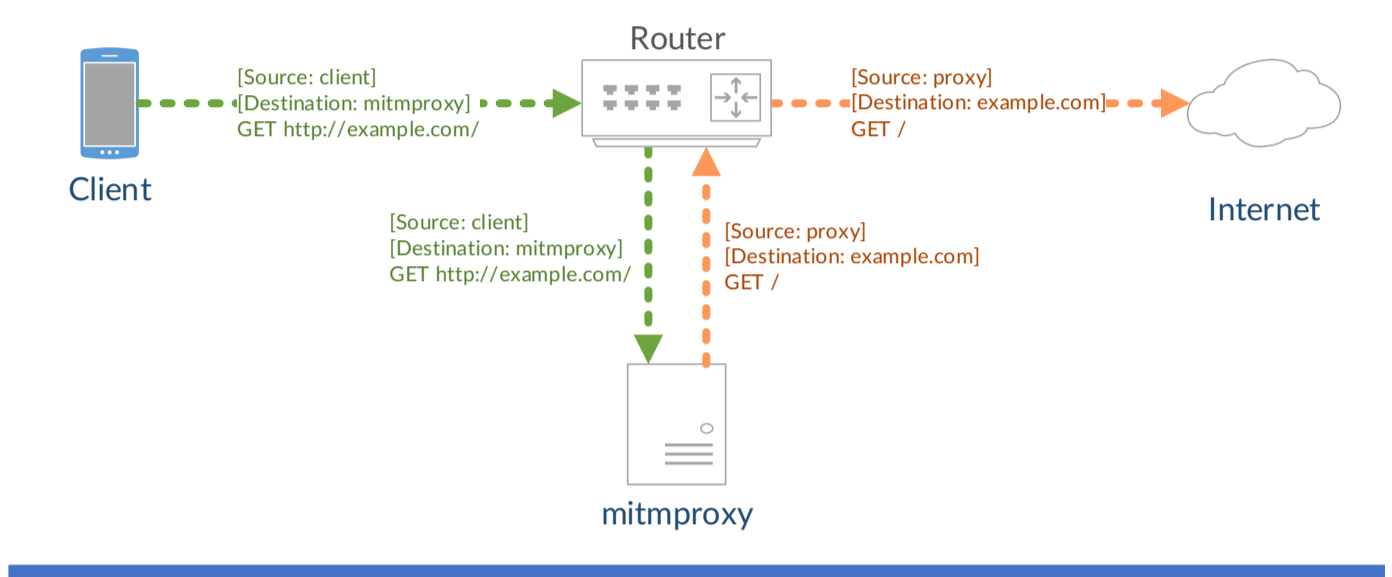 Router
[Source: client]
[Destination: mitmproxy]
GET http://example.com/
[Source: proxy]
[Destination: example.com]
GET /
Client
Internet
[Source: client]
[Destination: mitmproxy]
GET http://example.com/
[Source: proxy]
[Destination: example.com]
GET /
mitmproxy